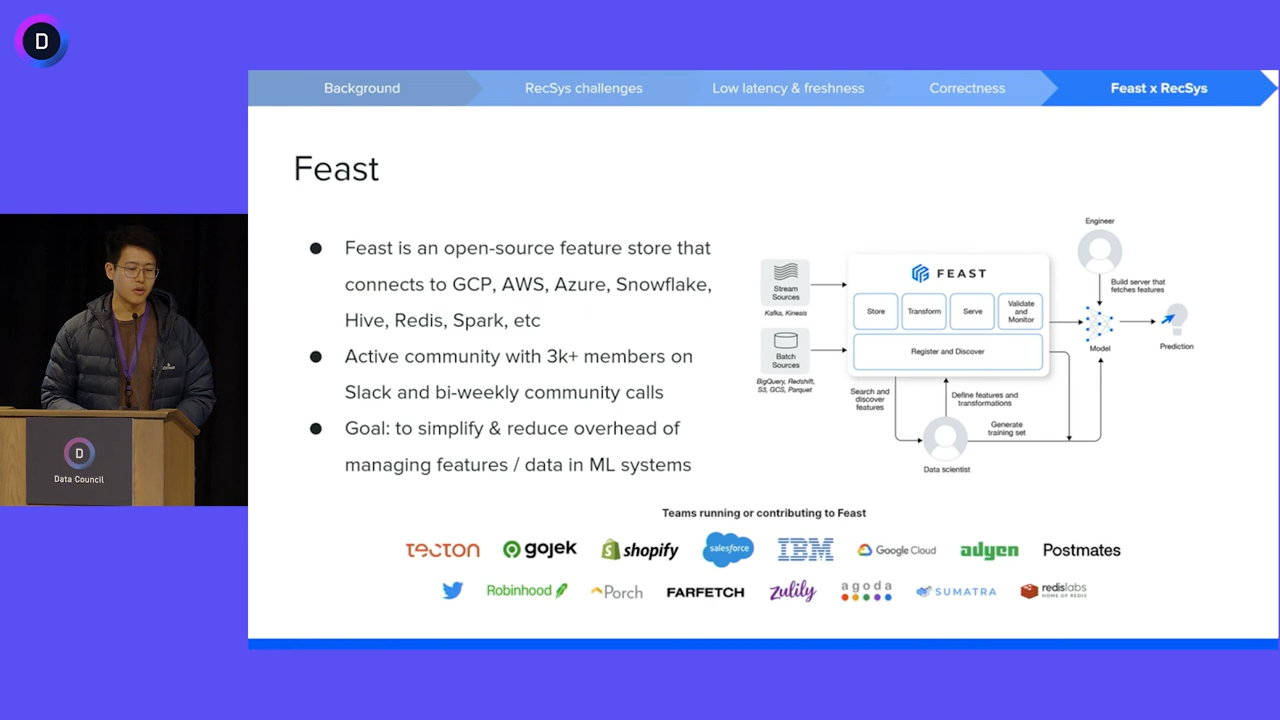 D
Background
RecSys challenges
Low latency & freshness
Correctness
Feast x RecSys
Feast
Feast is an open-source feature store that
connects to GCP, AWS, Azure, Snowflake,
Hive, Redis, Spark, etc
Active community with 3k+ members on
Slack and bi-weekly community calls
Goal: to simplify & reduce overhead of
managing features / data in ML systems
Engineer
Build server that
fetches features
Stream
Sources
Kafka, Kinesis
Batch
Sources
BigQuery, Redshift,
S3, GCS, Parquet
FEAST
Store
Transform
Serve
Validate
and
Monitor
Register and Discover
Model
Prediction
Search and
discover
features
Define features and
transformations
Generate
training set
Data scientist
Teams running or contributing to Feast
TECTON
gojek
shopify
salesforce
IBM
Google Cloud
adyen
Postmates
Robinhood
Porch
FARFETCH
zulily
agoda
SUMATRA
redislabs
HOME OF REDIS
D
Data Council